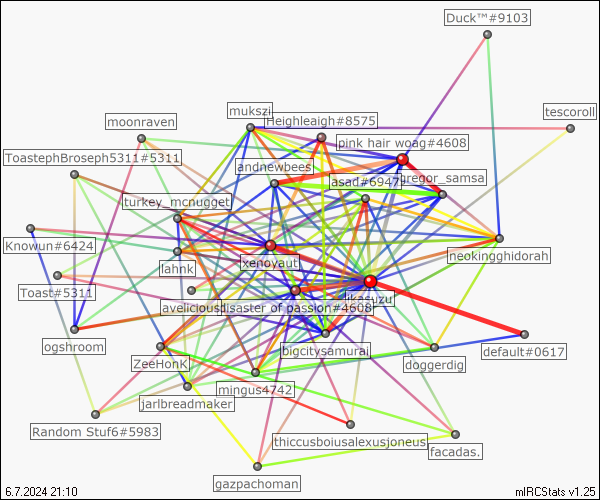 Duck™#9103
mukszi
Heighleaigh#8575
tescoroll
moonraven
pink hair woag#4608
ToastephBroseph5311#5311
andnewbees
asad#6947
gregor_samsa
turkey_mcnugget
Knowun#6424
neokingghidorah
lahnk
xenovaut
Toast#5311
avelicious
disaster of passion#4608
likasuzu
ogshroom
bigcitysamurai
default#0617
ZeeHonK
doggerdig
mingus4742
jarlbreadmaker
Random Stuf6#5983
thiccusboiusalexusjoneus
facadas.
gazpachoman
6.7.2024 21:10
mIRCStats v1.25